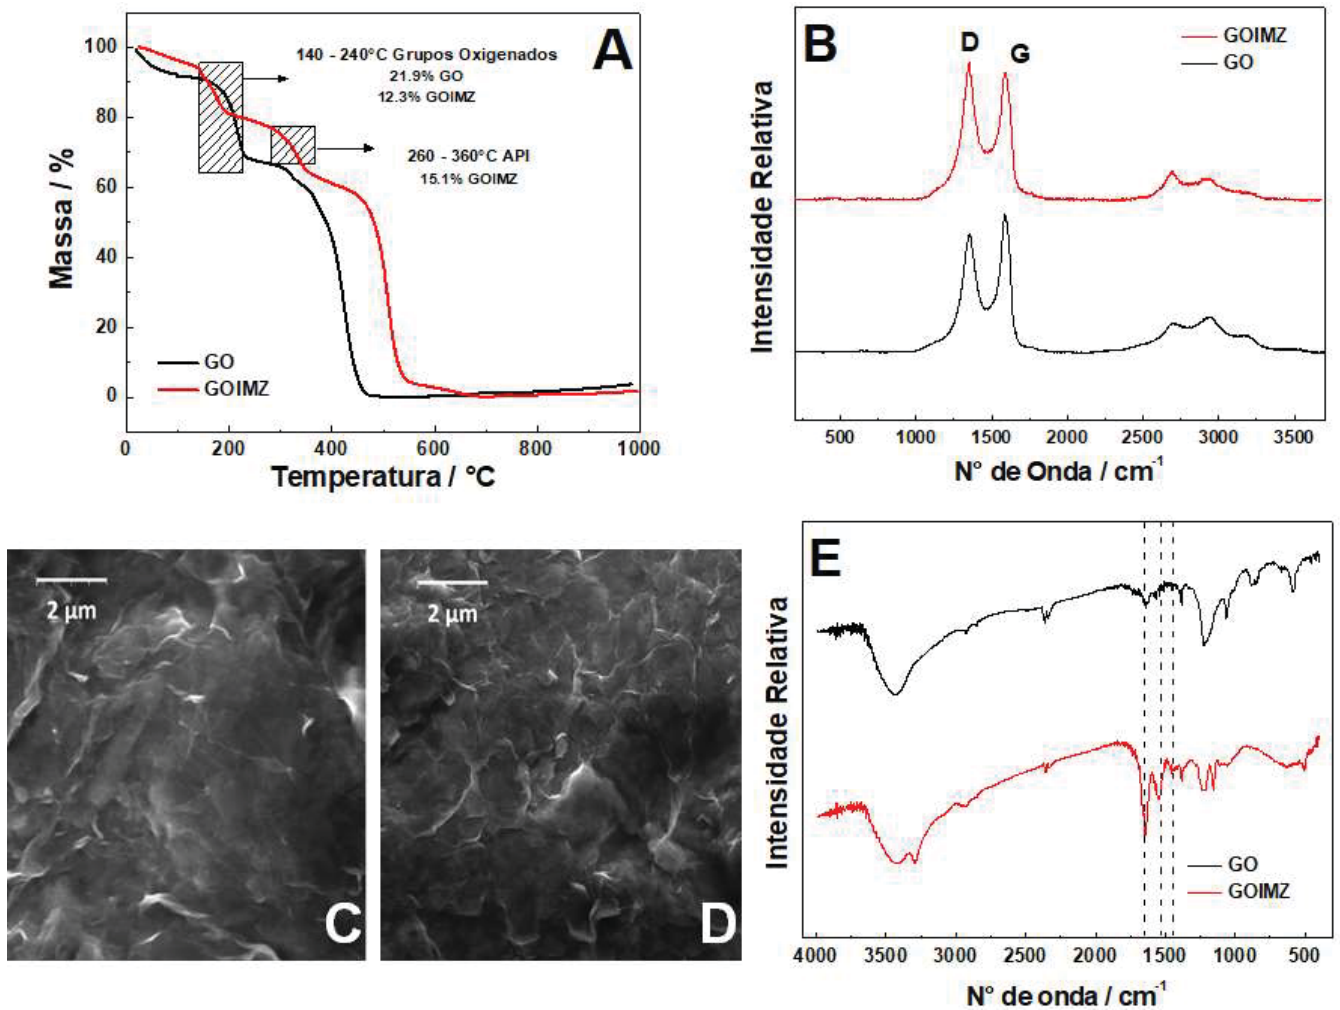 A
140 - 240°C Grupos Oxigenados
21.9% GO
12.3% GOIMZ
260 - 360°C API
15.1% GOIMZ
100
80
60
40
20
0
Massa / %
GO
GOIMZ
0 200 400 600 800 1000
Temperatura / °C
B
D
G
GOIMZ
GO
Intensidade Relativa
500 1000 1500 2000 2500 3000 3500
N° de Onda / cm-1
2 µm
C
2 µm
D
E
Intensidade Relativa
GO
GOIMZ
4000 3500 3000 2500 2000 1500 1000 500
N° de onda / cm-1